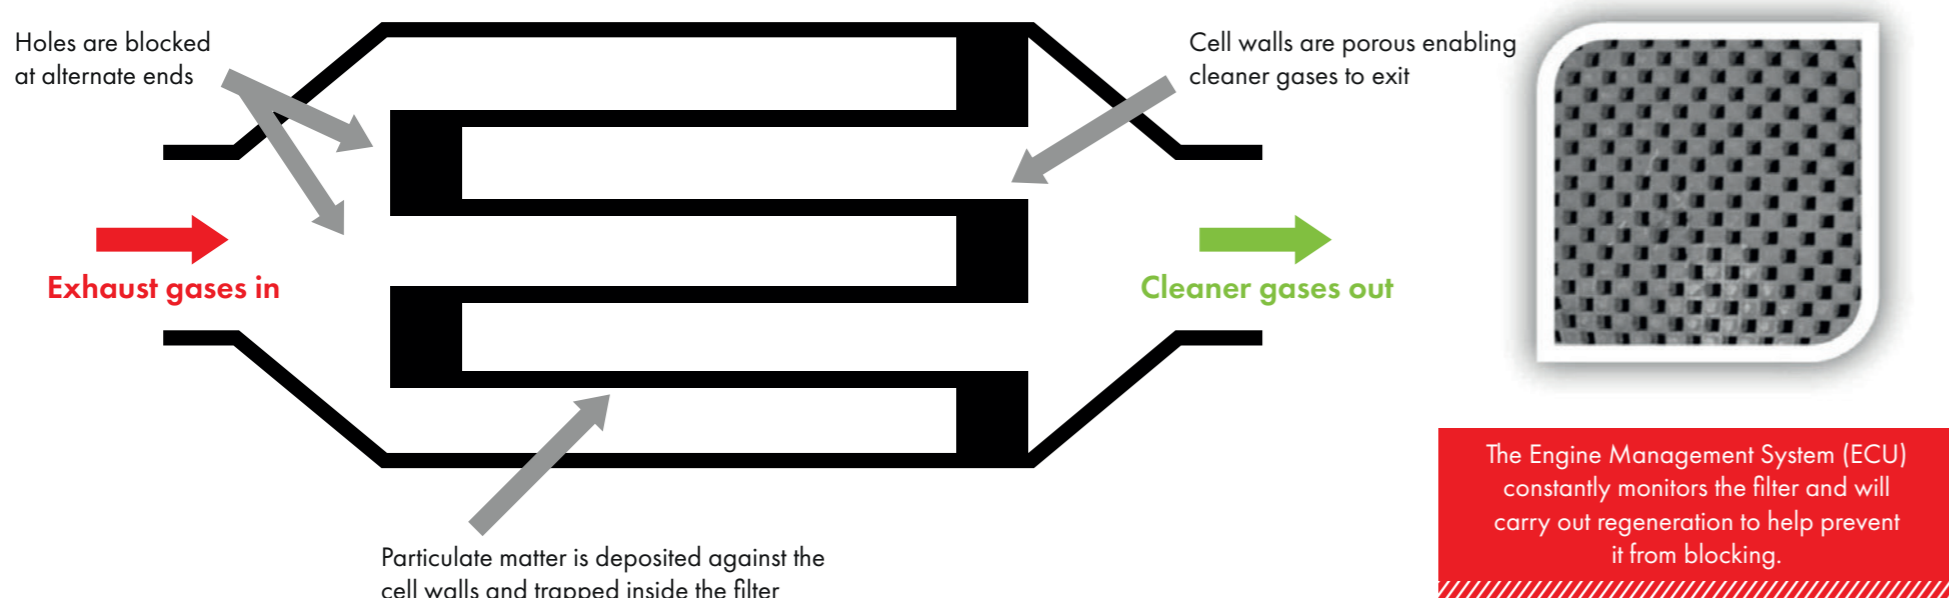 Holes are blocked
at alternate ends
Cell walls are porous enabling
cleaner gases to exit
Exhaust gases in
Cleaner gases out
Particulate matter is deposited against the
cell walls and trapped inside the filter
The Engine Management System (ECU)
constantly monitors the filter and will
carry out regeneration to help prevent
it from blocking.